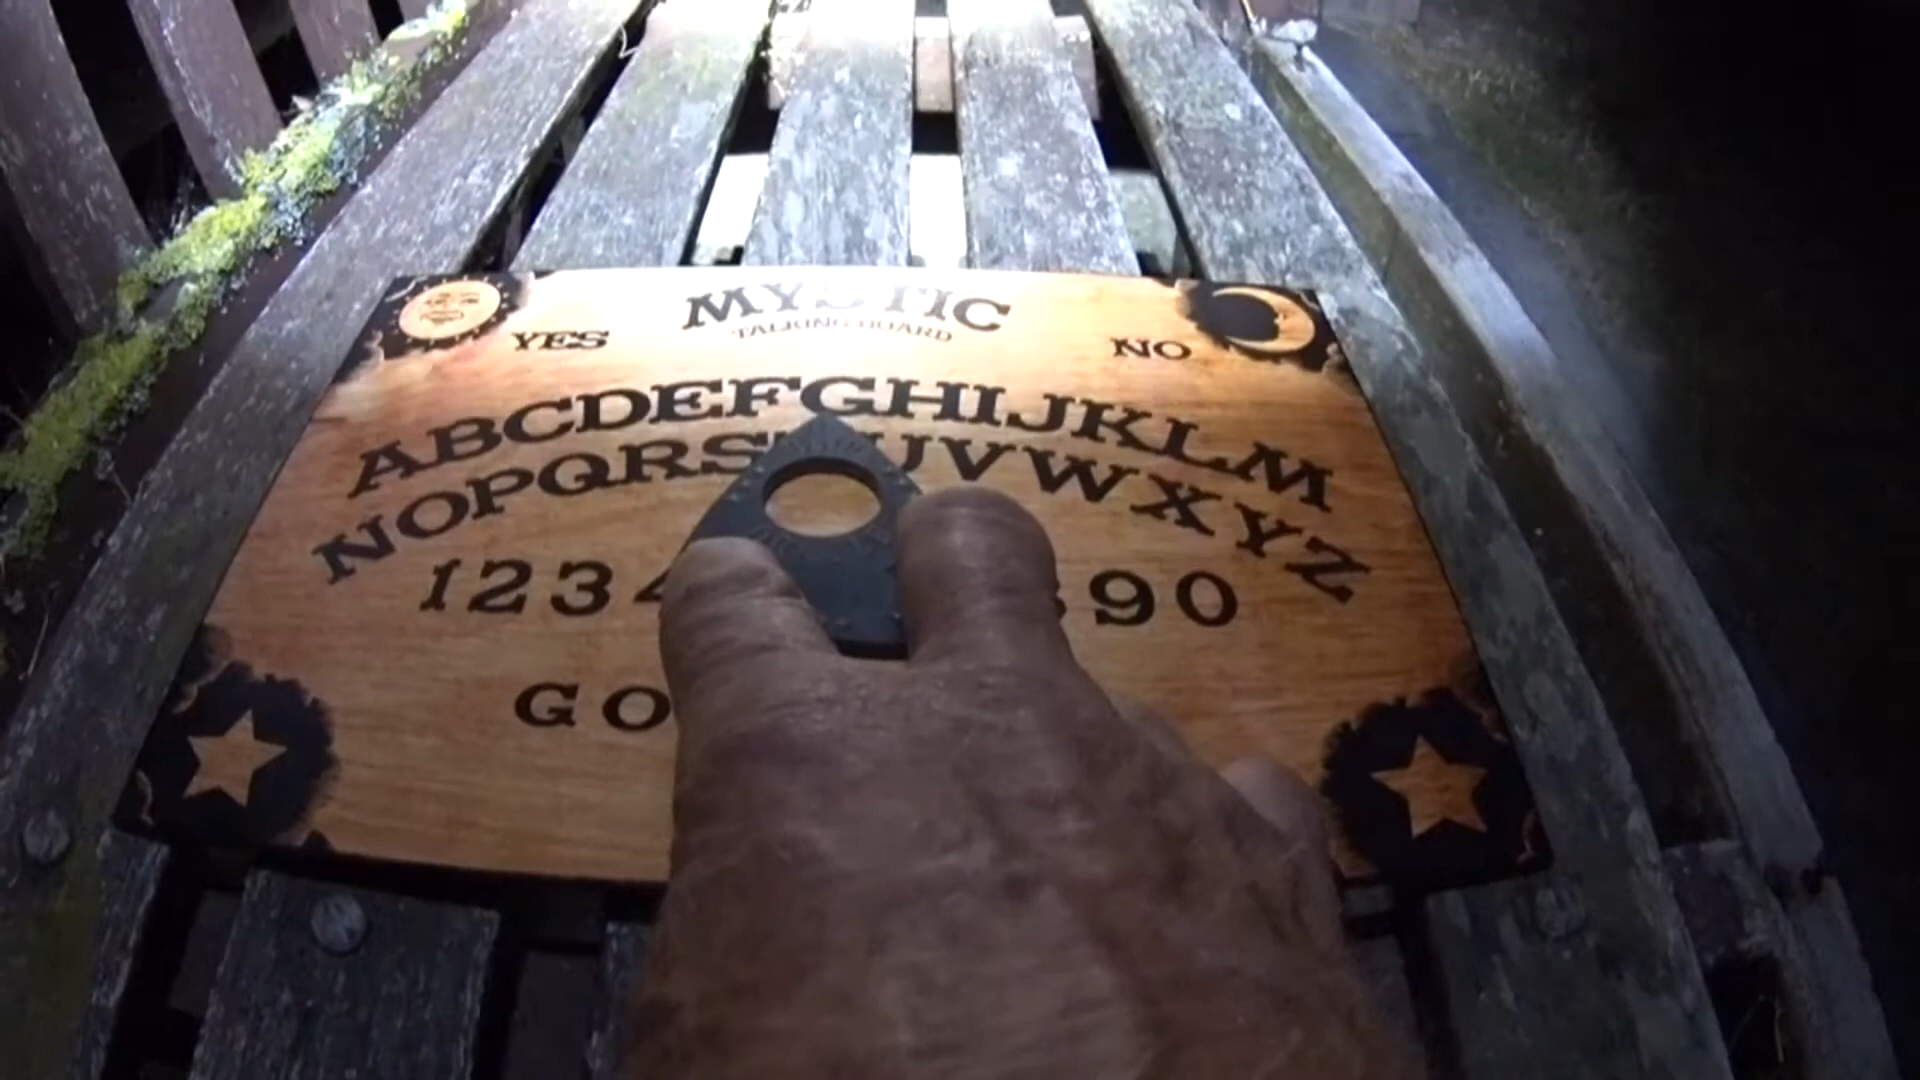 MYSTIC
TALKING BOARD
YES
NO
ABCDEFGHIJKLM
NOPQRS UVWXYZ
1234 90
GO